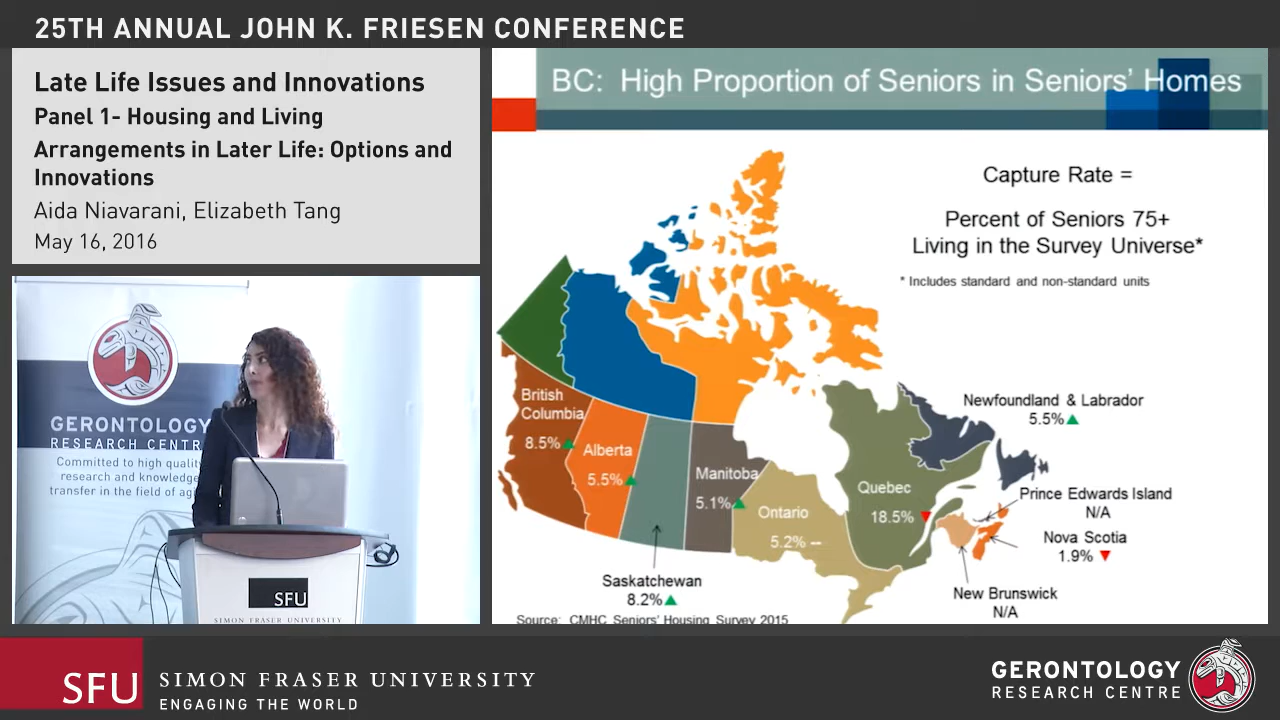 25TH ANNUAL JOHN K. FRIESEN CONFERENCE
Late Life Issues and Innovations
Panel 1- Housing and Living
Arrangements in Later Life: Options and
Innovations
Aida Niavarani, Elizabeth Tang
May 16, 2016
BC: High Proportion of Seniors in Seniors' Homes
Capture Rate =
Percent of Seniors 75+
Living in the Survey Universe*
* Includes standard and non-standard units
British
Columbia
8.5%
Alberta
5.5%
Saskatchewan
8.2%
Manitoba
5.1%
Ontario
5.2% –
Quebec
18.5%
Newfoundland & Labrador
5.5%
Prince Edwards Island
N/A
Nova Scotia
1.9%
New Brunswick
N/A
Source: CMHC Seniors' Housing Survey 2015
GERONTOLOGY
RESEARCH CENTRE
Committed to high quality
research and knowledge
transfer in the field of
SFU
SIMON FRASER UNIVERSITY
SFU
SIMON FRASER UNIVERSITY
ENGAGING THE WORLD
GERONTOLOGY
RESEARCH CENTRE